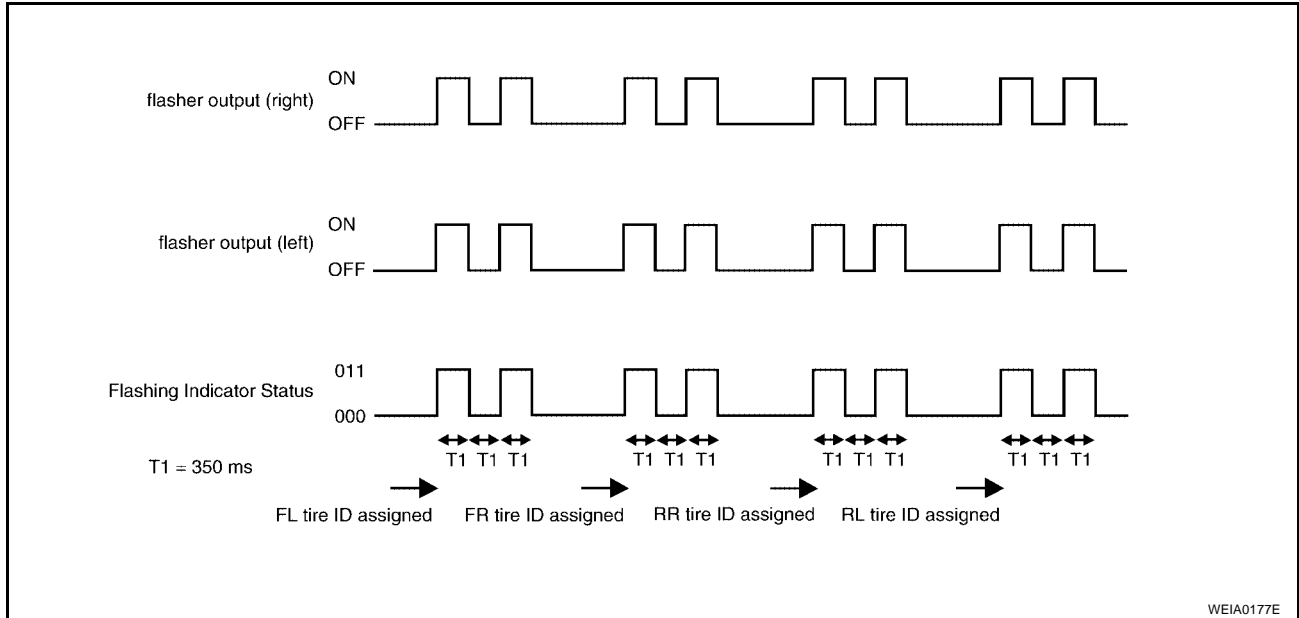 ON
flasher output (right)
OFF
ON
flasher output (left)
OFF
011
Flashing Indicator Status
000
T1 T1 T1 T1 T1 T1 T1 T1 T1 T1 T1 T1
T1 = 350 ms
FL tire ID assigned FR tire ID assigned RR tire ID assigned RL tire ID assigned
WEIA0177E